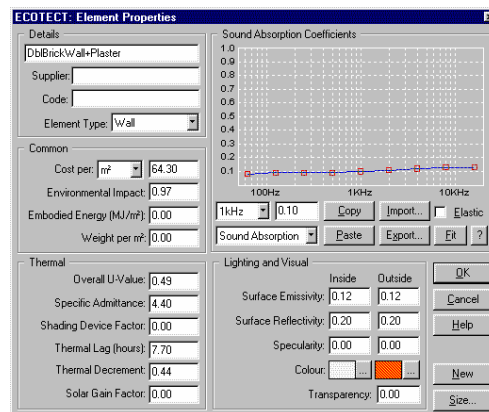 ECOTECT: Element Properties
Details
DblBrickWall+Plaster
Supplier:
Code:
Element Type: Wall
Common
Cost per: m² 64.30
Environmental Impact: 0.97
Embodied Energy (MJ/m²): 0.00
Weight per m²: 0.00
Thermal
Overall U-Value: 0.49
Specific Admittance: 4.40
Shading Device Factor: 0.00
Thermal Lag (hours): 7.70
Thermal Decrement: 0.44
Solar Gain Factor: 0.00
Sound Absorption Coefficients
1.0
0.9
0.8
0.7
0.6
0.5
0.4
0.3
0.2
0.1
100Hz 1KHz 10KHz
1kHz 0.10 Copy Import... Elastic
Sound Absorption Paste Export... Fit ?
Lighting and Visual
Inside Outside
Surface Emissivity: 0.12 0.12
Surface Reflectivity: 0.20 0.20
Specularity: 0.00 0.00
Colour: ... ...
Transparency: 0.00
OK
Cancel
Help
New
Size...